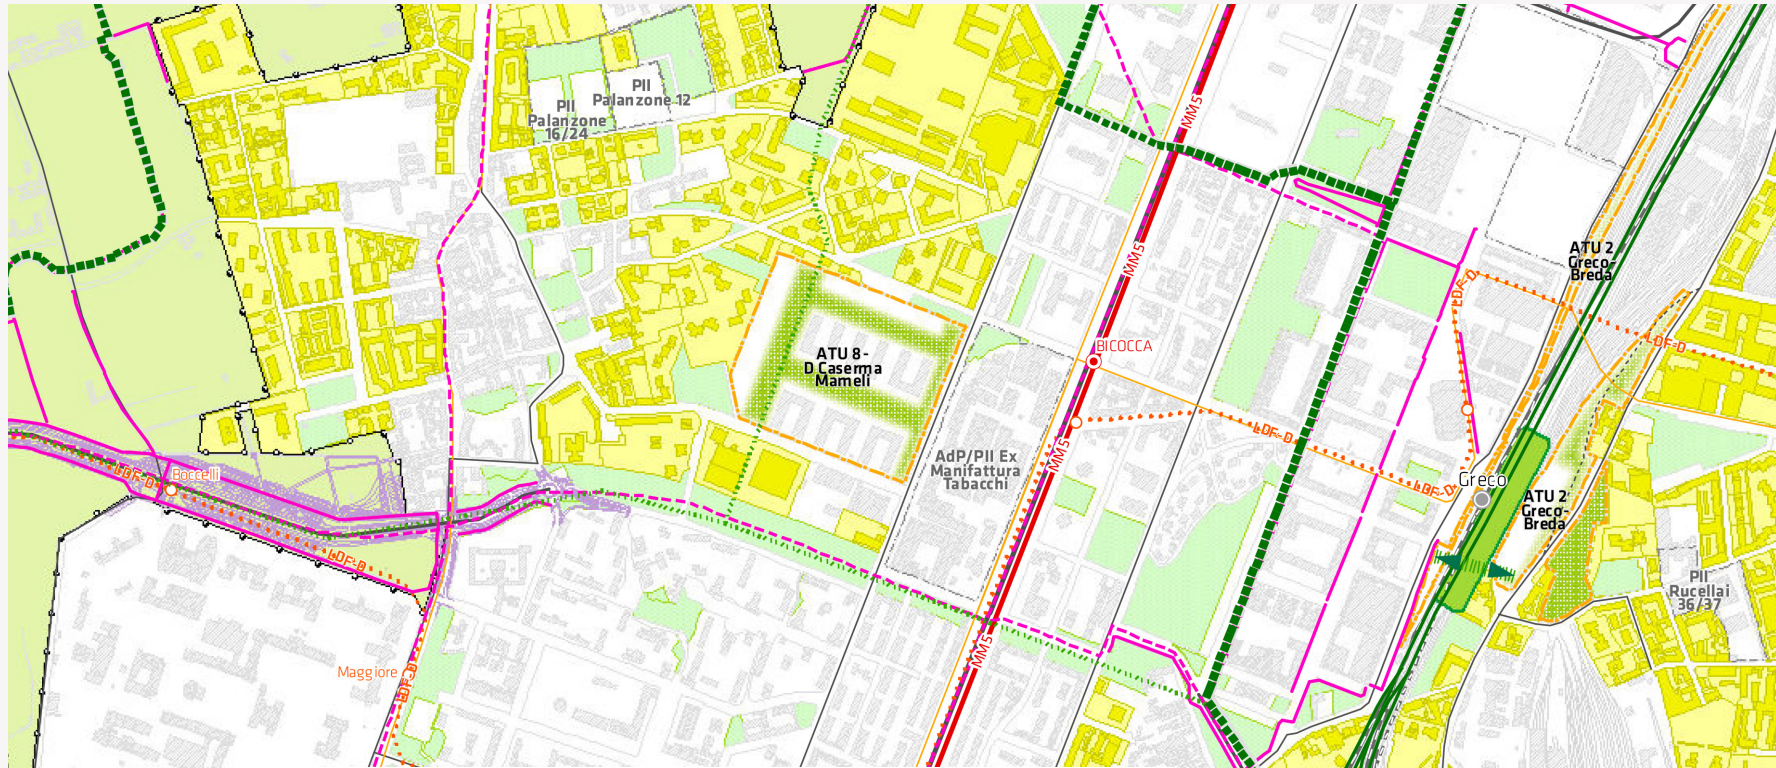 PII
Palanzone 12
PII
Palanzone
16/24
MM5
MM5
ATU 2
Greco-
Breda
LDF-D
LDF-D
BICOCCA
ATU 8-
D Caserma
Mameli
AdP/PII Ex
Manifattura
Tabacchi
MM5
LDF-D
LDF-D
Greco
ATU 2
Greco-
Breda
LDF-D
Boccelli
LDF-D
PII
Rucellai
36/37
MM5
Maggiore
LDF-D